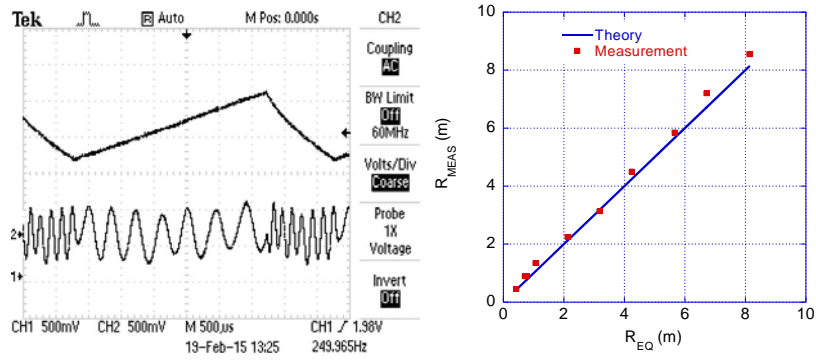 Tek
R Auto
M Pos: 0.000s
CH2
Coupling
AC
BW Limit
Off
60MHz
Volts/Div
Coarse
Probe
1X
Voltage
Invert
Off
2
1
CH1 500mV CH2 500mV M 500µs CH1 / 1.98V
19-Feb-15 13:25 249.965Hz
Theory
Measurement
10
8
6
4
2
0
R_MEAS (m)
0 2 4 6 8 10
R_EQ (m)